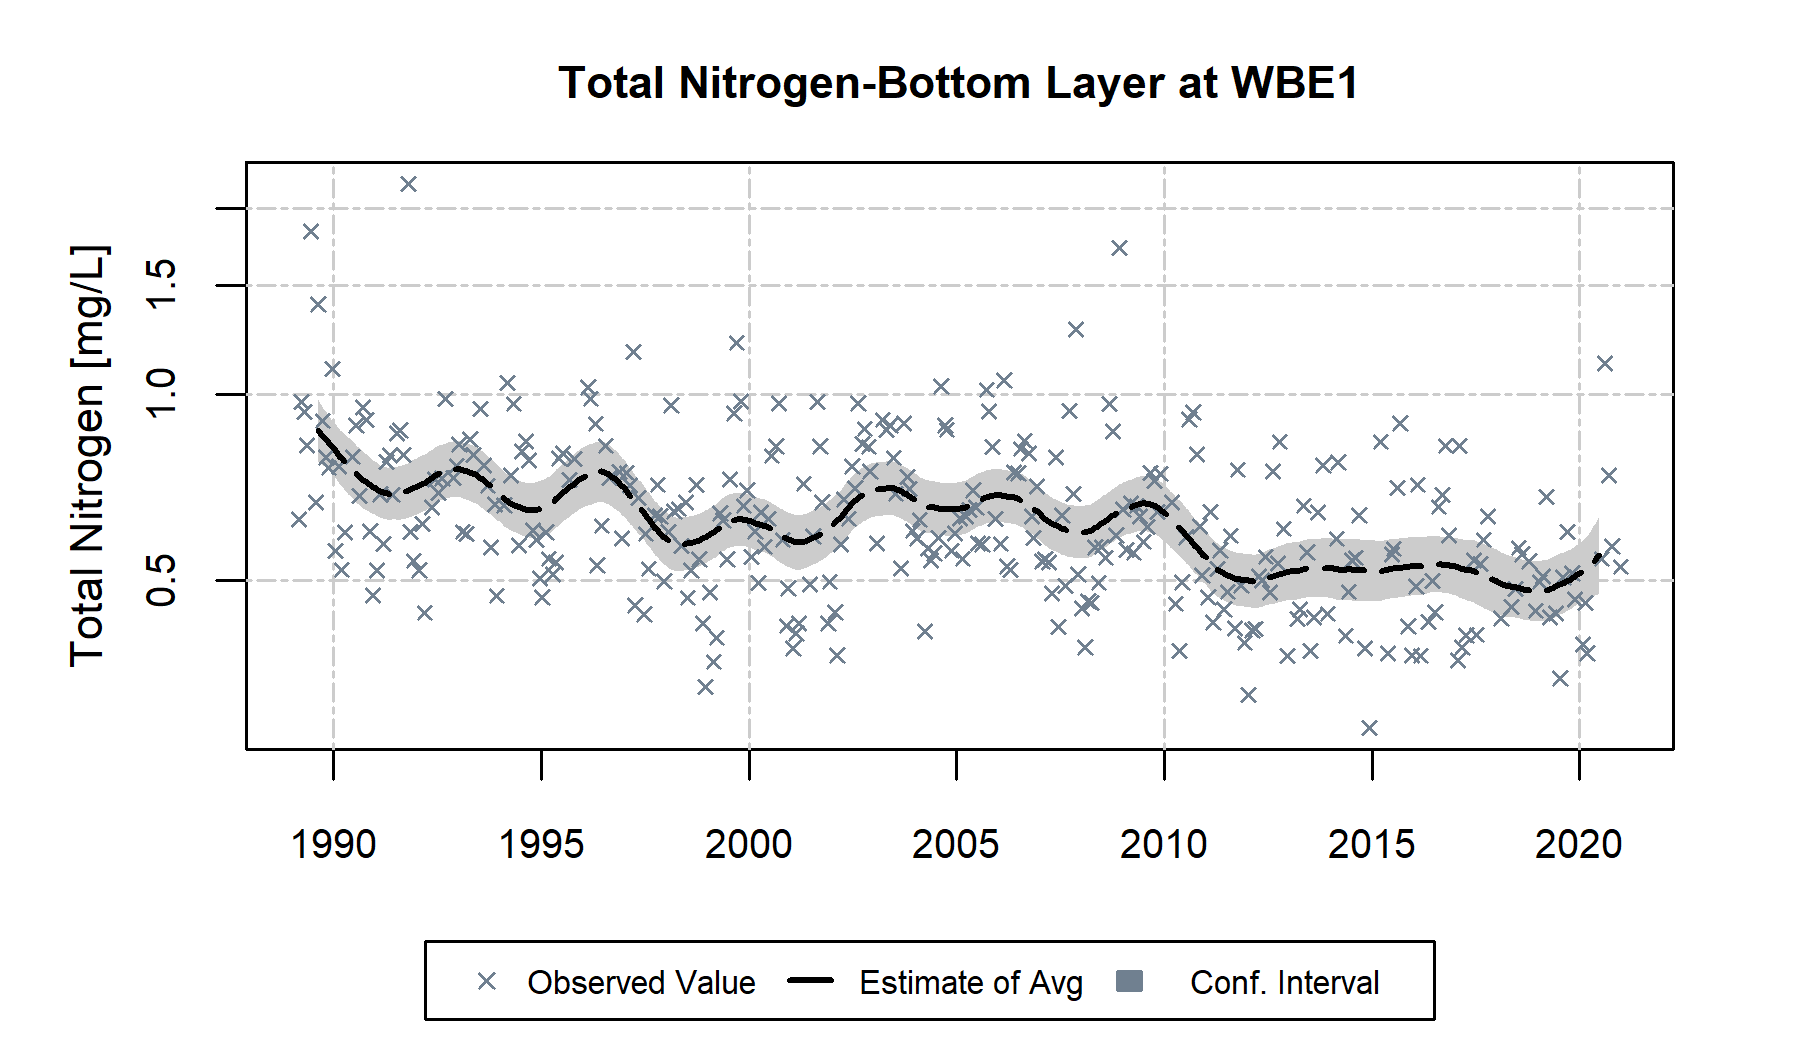 Total Nitrogen-Bottom Layer at WBE1
Total Nitrogen [mg/L]
1.5
1.0
0.5
1990 1995 2000 2005 2010 2015 2020
Observed Value Estimate of Avg Conf. Interval